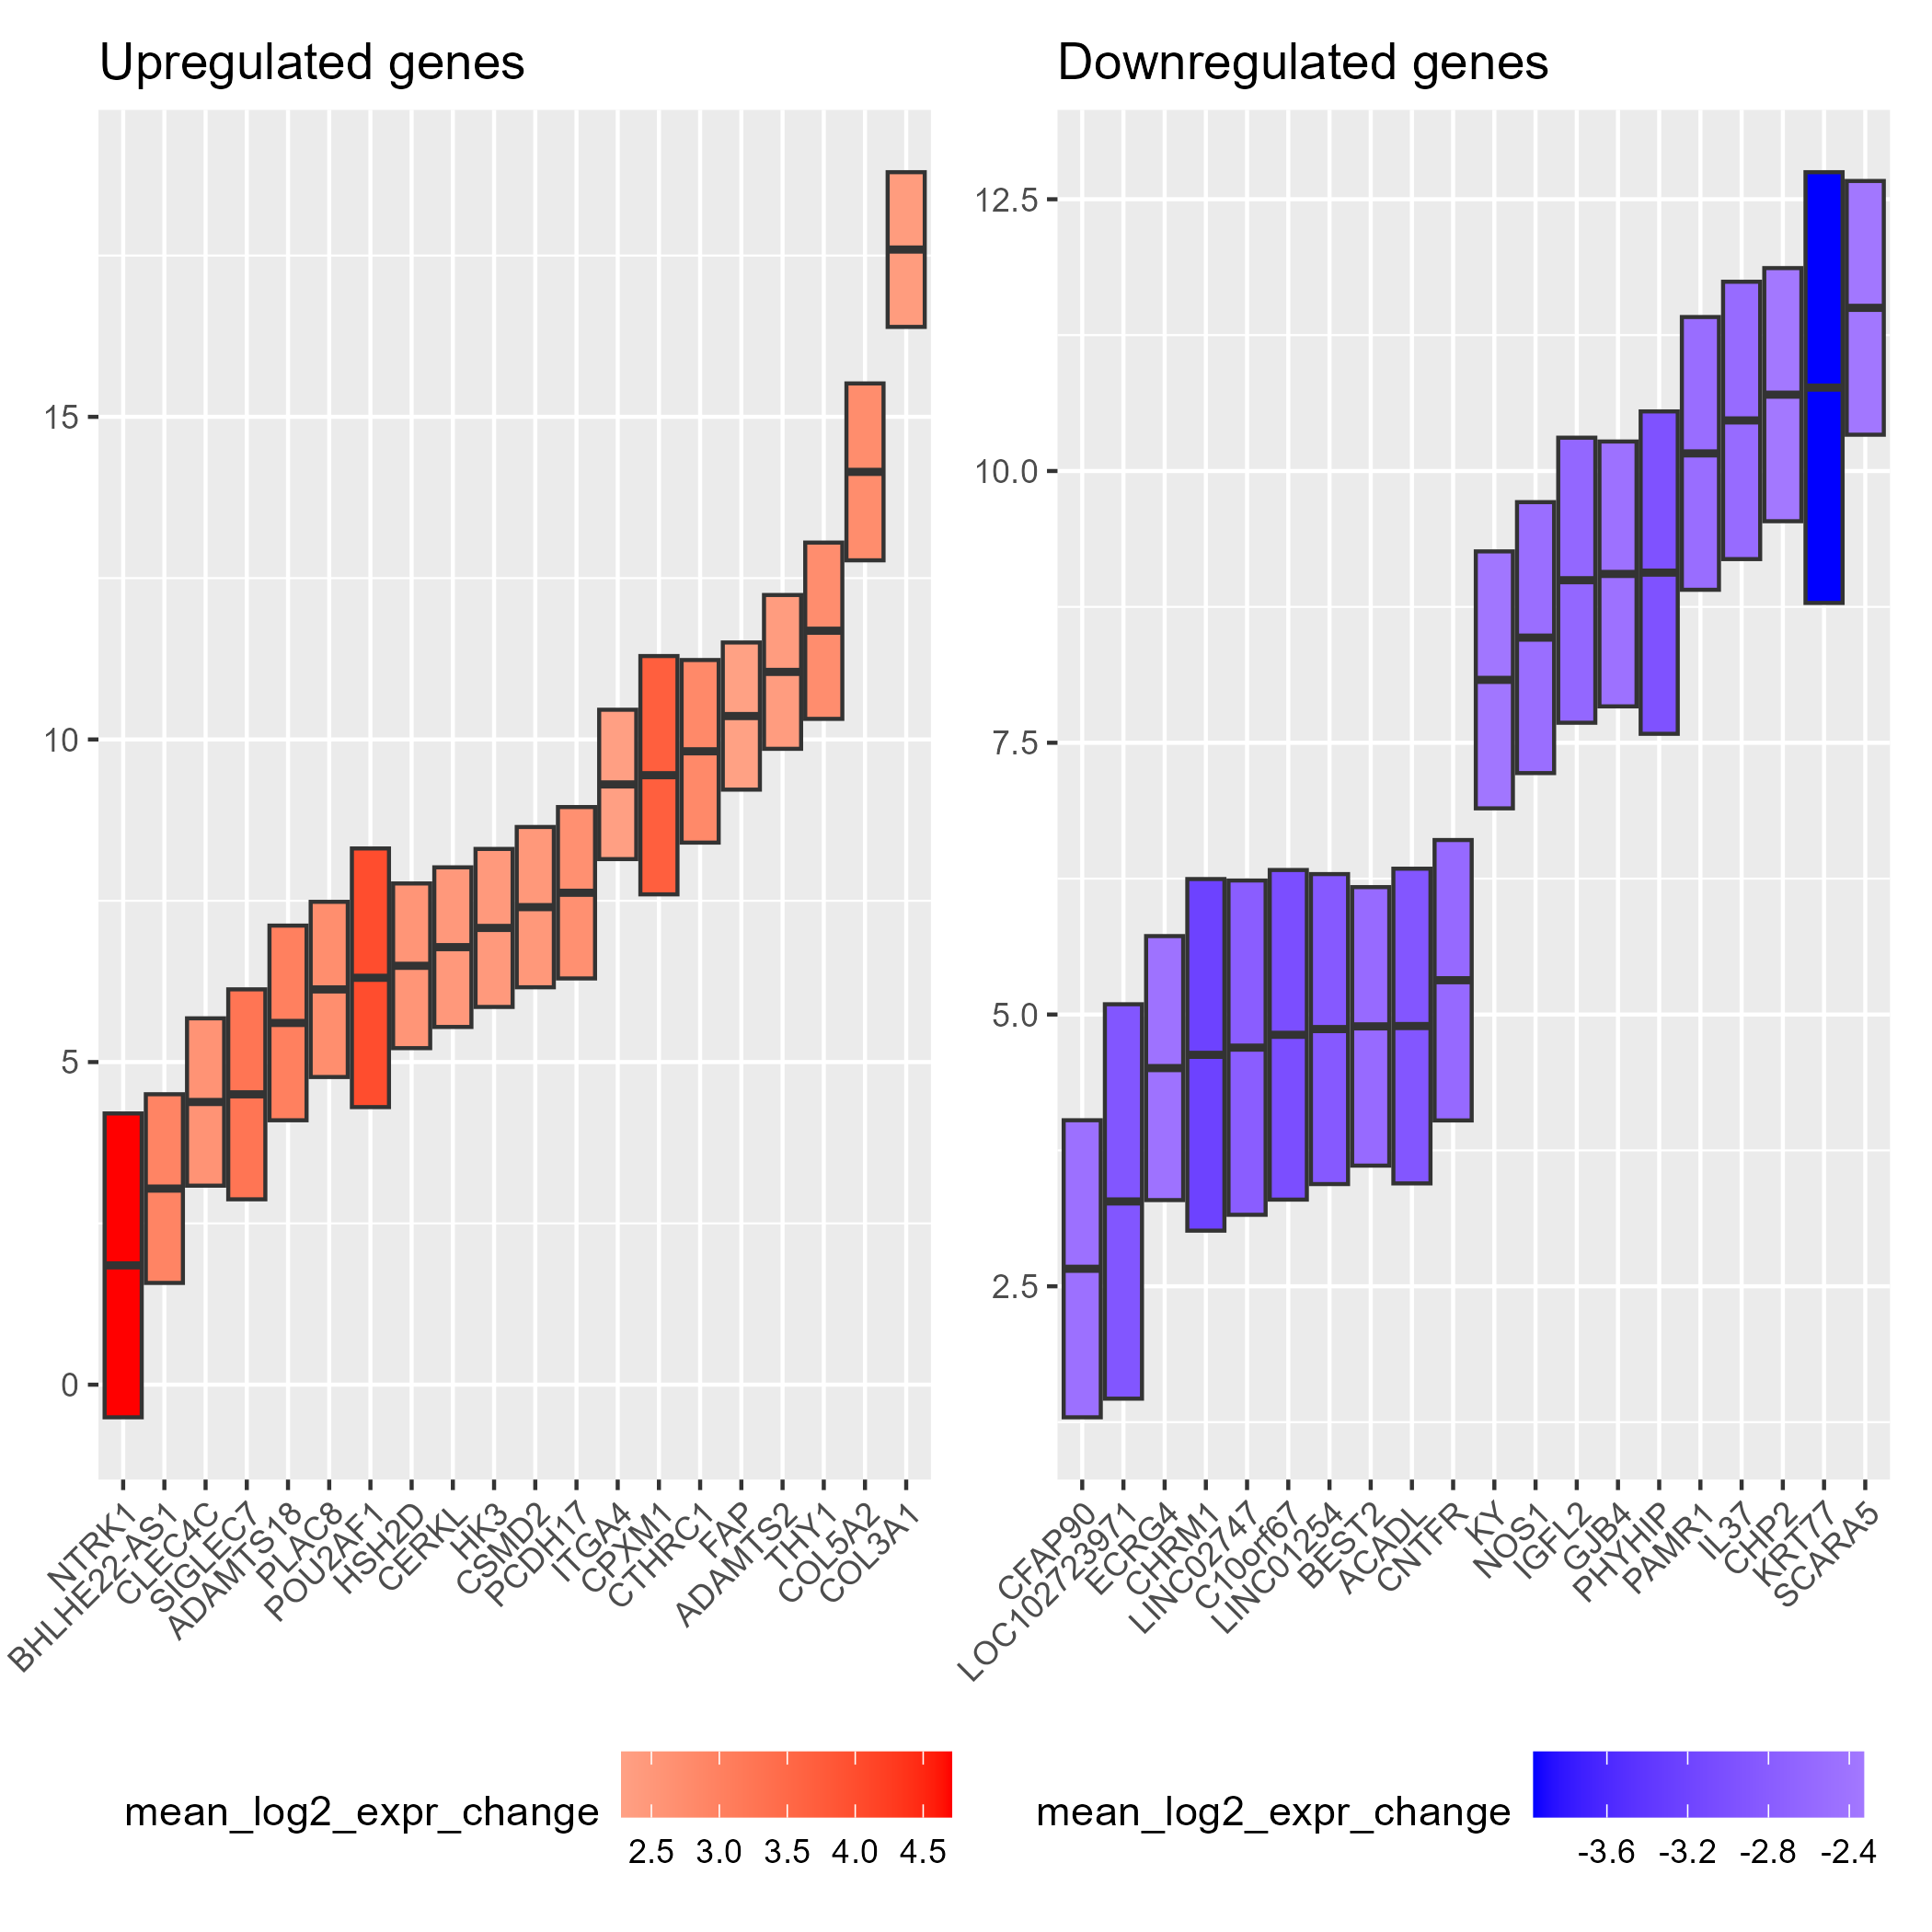 Upregulated genes
15
10
5
0
NTRK1
BHLHE22-AS1
CLEC4C
SIGLEC7
ADAMTS18
PLAC8
POU2AF1
HSH2D
CERKL
HK3
CSMD2
PCDH17
ITGA4
CPXM1
CTHRC1
FAP
ADAMTS2
THY1
COL5A2
COL3A1
mean_log2_expr_change
2.5 3.0 3.5 4.0 4.5
Downregulated genes
12.5
10.0
7.5
5.0
2.5
CFAP90
LOC102723971
ECRG4
CHRM1
LINC02747
C10orf67
LINC01254
BEST2
ACADL
CNTFR
KY
NOS1
IGFL2
GJB4
PHYHIP
PAMR1
IL37
CHP2
KRT77
SCARA5
mean_log2_expr_change
-3.6 -3.2 -2.8 -2.4